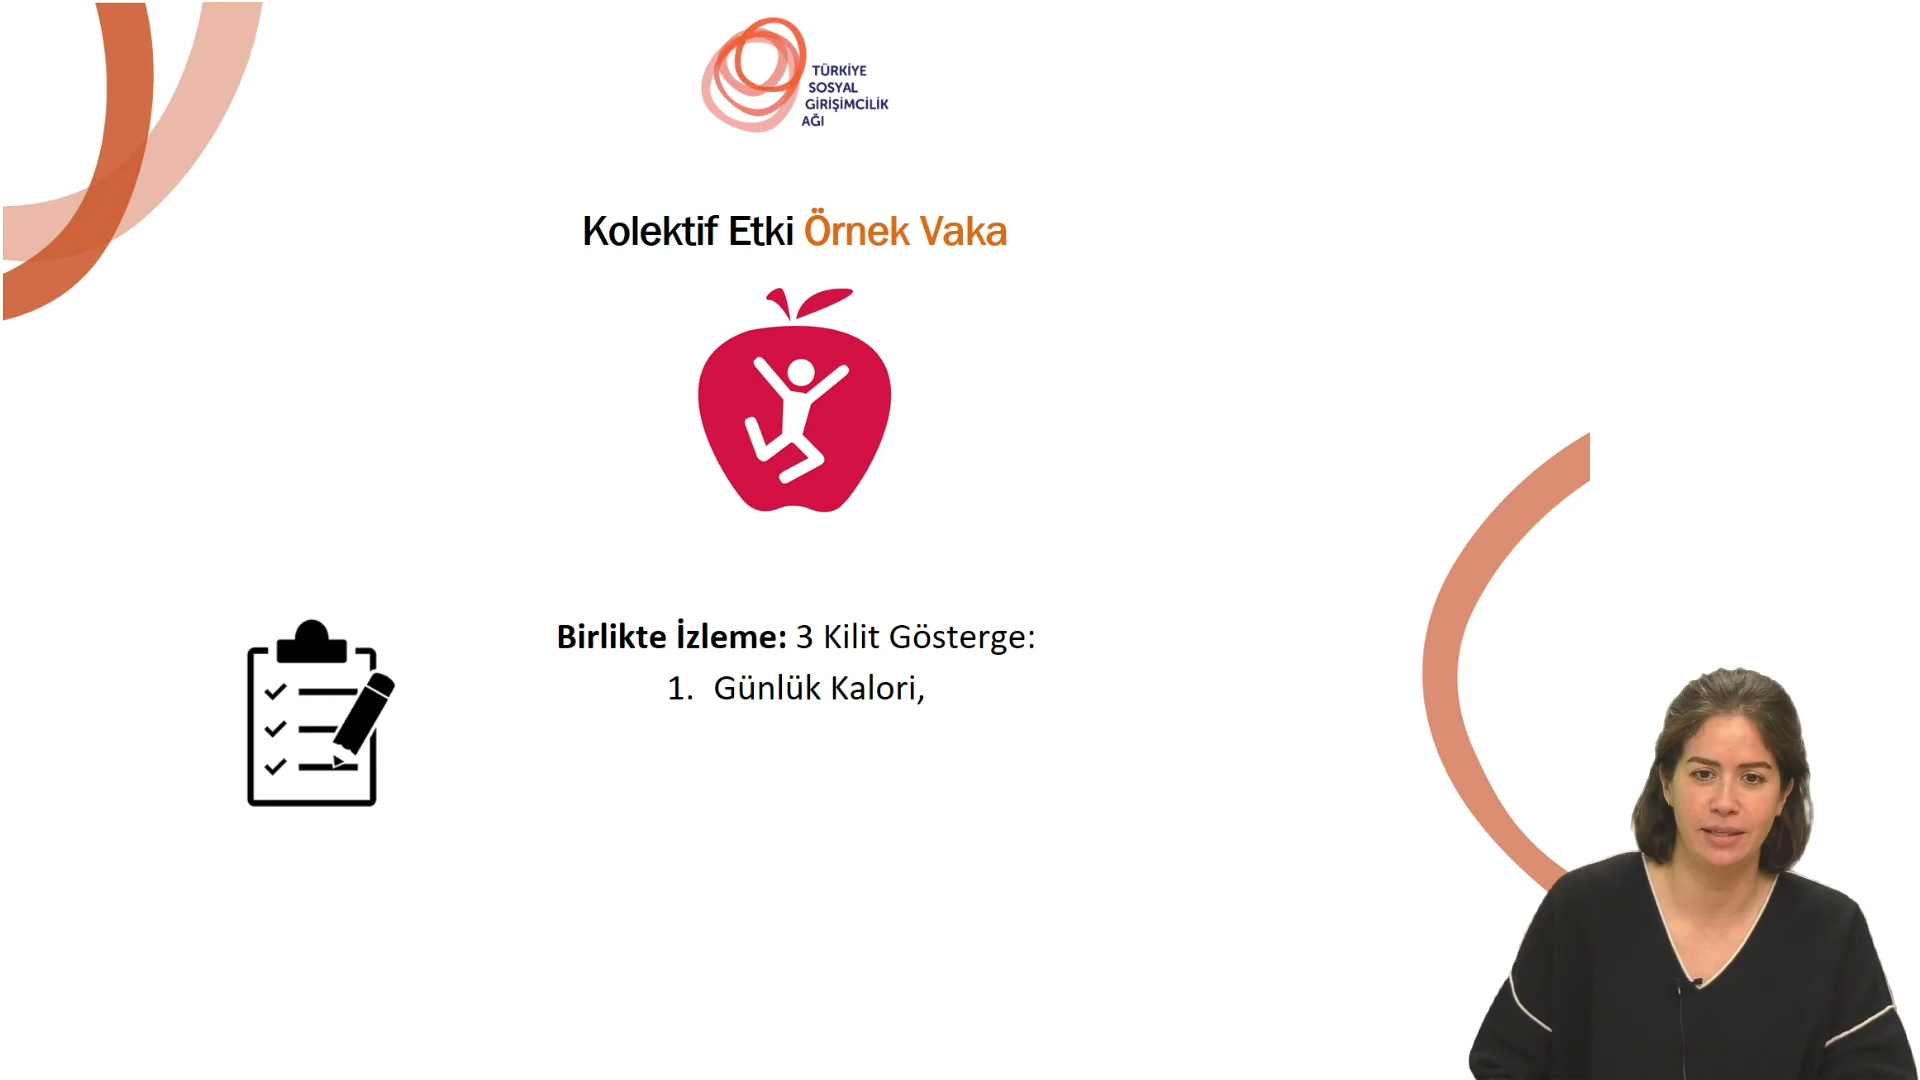 TÜRKİYE
SOSYAL
GİRİŞİMCİLİK
AĞI
Kolektif Etki Örnek Vaka
Birlikte İzleme: 3 Kilit Gösterge:
1. Günlük Kalori,